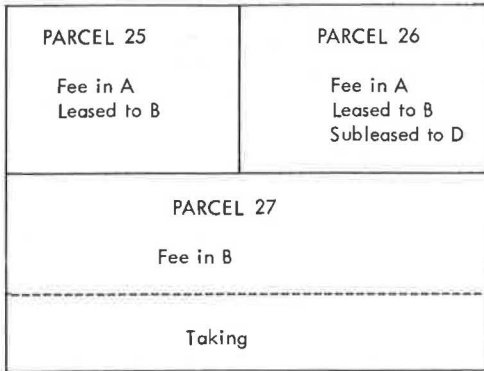 PARCEL 25
Fee in A
Leased to B
PARCEL 26
Fee in A
Leased to B
Subleased to D
PARCEL 27
Fee in B
Taking